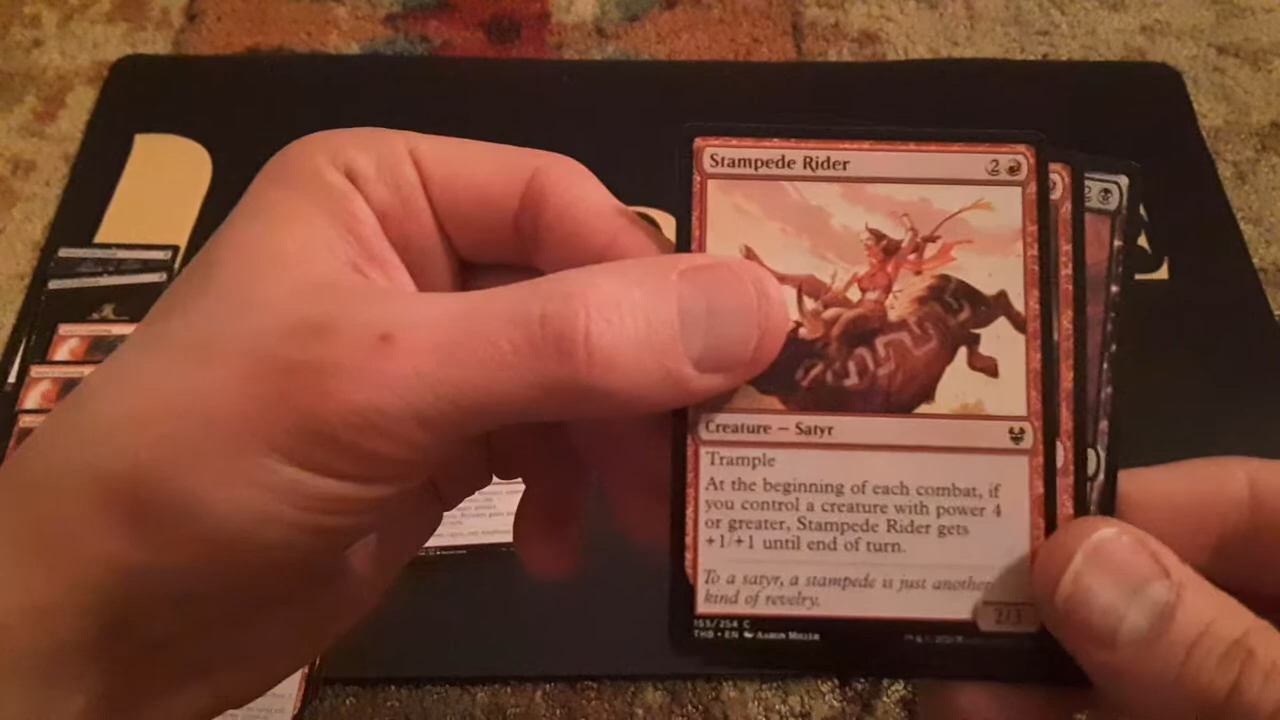 Stampede Rider 2
Creature — Satyr
Trample
At the beginning of each combat, if
you control a creature with power 4
or greater, Stampede Rider gets
+1/+1 until end of turn.
To a satyr, a stampede is just another
kind of revelry.
2/3
155/254 C
THB • EN Aaron Miller